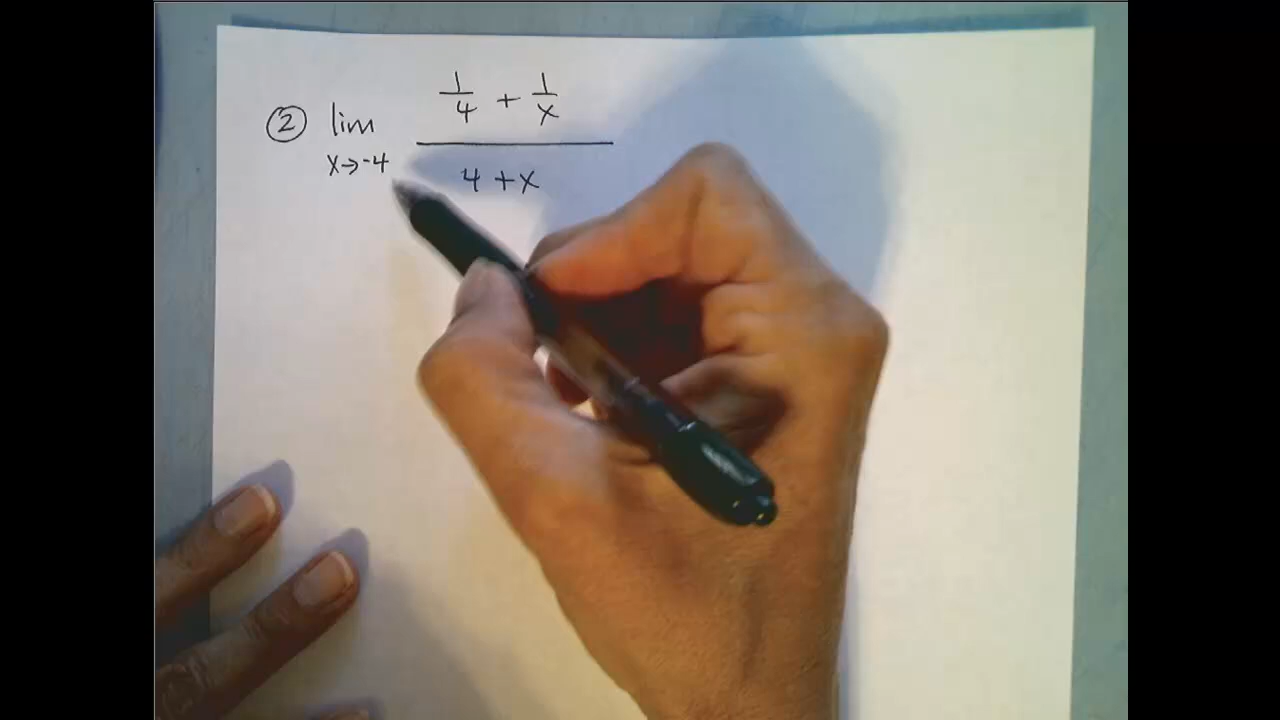 ② lim
x→-4
1/4 + 1/x
4 + x